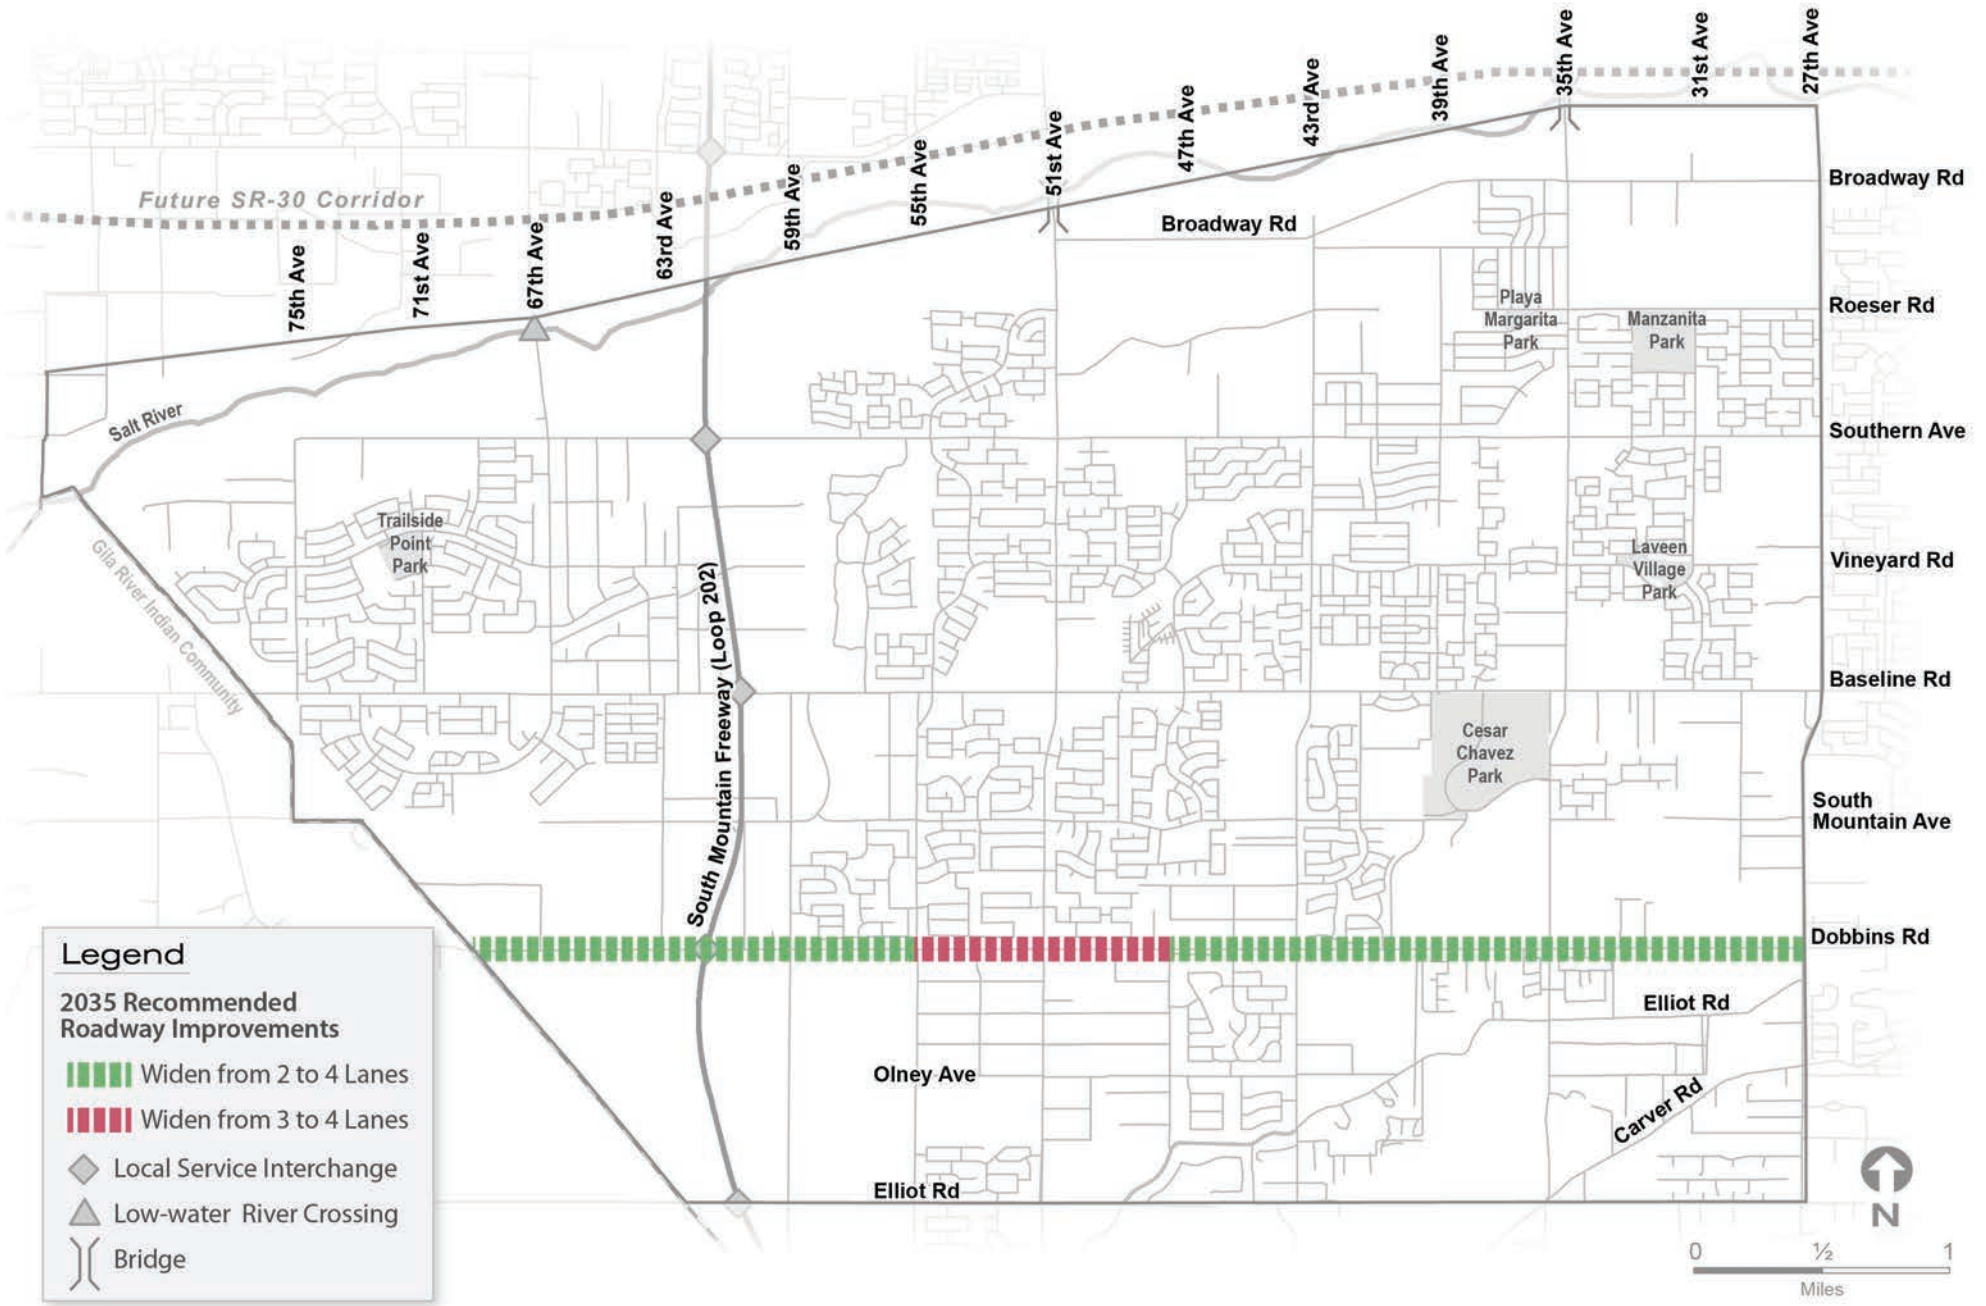 75th Ave
71st Ave
67th Ave
63rd Ave
59th Ave
55th Ave
51st Ave
47th Ave
43rd Ave
39th Ave
35th Ave
31st Ave
27th Ave
Future SR-30 Corridor
Broadway Rd
Broadway Rd
Roeser Rd
Playa
Margarita
Park
Manzanita
Park
Salt River
Southern Ave
Trailside
Point
Park
Gila River Indian Community
South Mountain Freeway (Loop 202)
Laveen
Village
Park
Vineyard Rd
Baseline Rd
Cesar
Chavez
Park
South
Mountain Ave
Dobbins Rd
Elliot Rd
Olney Ave
Carver Rd
Elliot Rd
Legend
2035 Recommended
Roadway Improvements
Widen from 2 to 4 Lanes
Widen from 3 to 4 Lanes
Local Service Interchange
Low-water River Crossing
Bridge
N
0 ½ 1
Miles